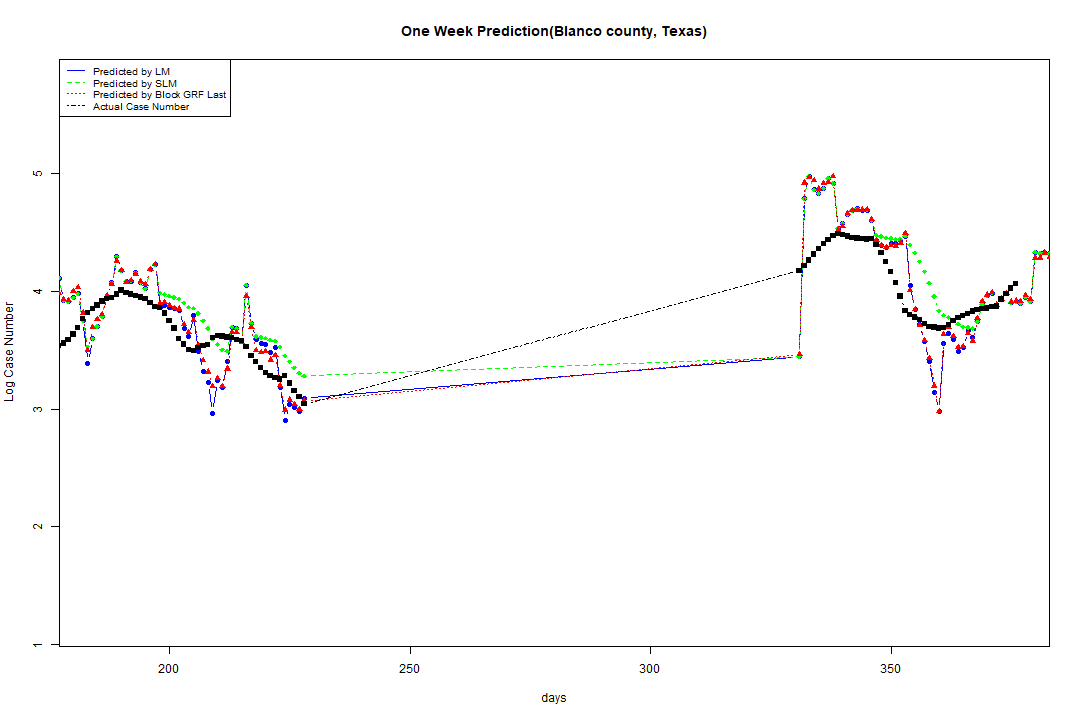 One Week Prediction(Blanco county, Texas)
Predicted by LM
Predicted by SLM
Predicted by Block GRF Last
Actual Case Number
Log Case Number
5
4
3
2
1
200 250 300 350
days